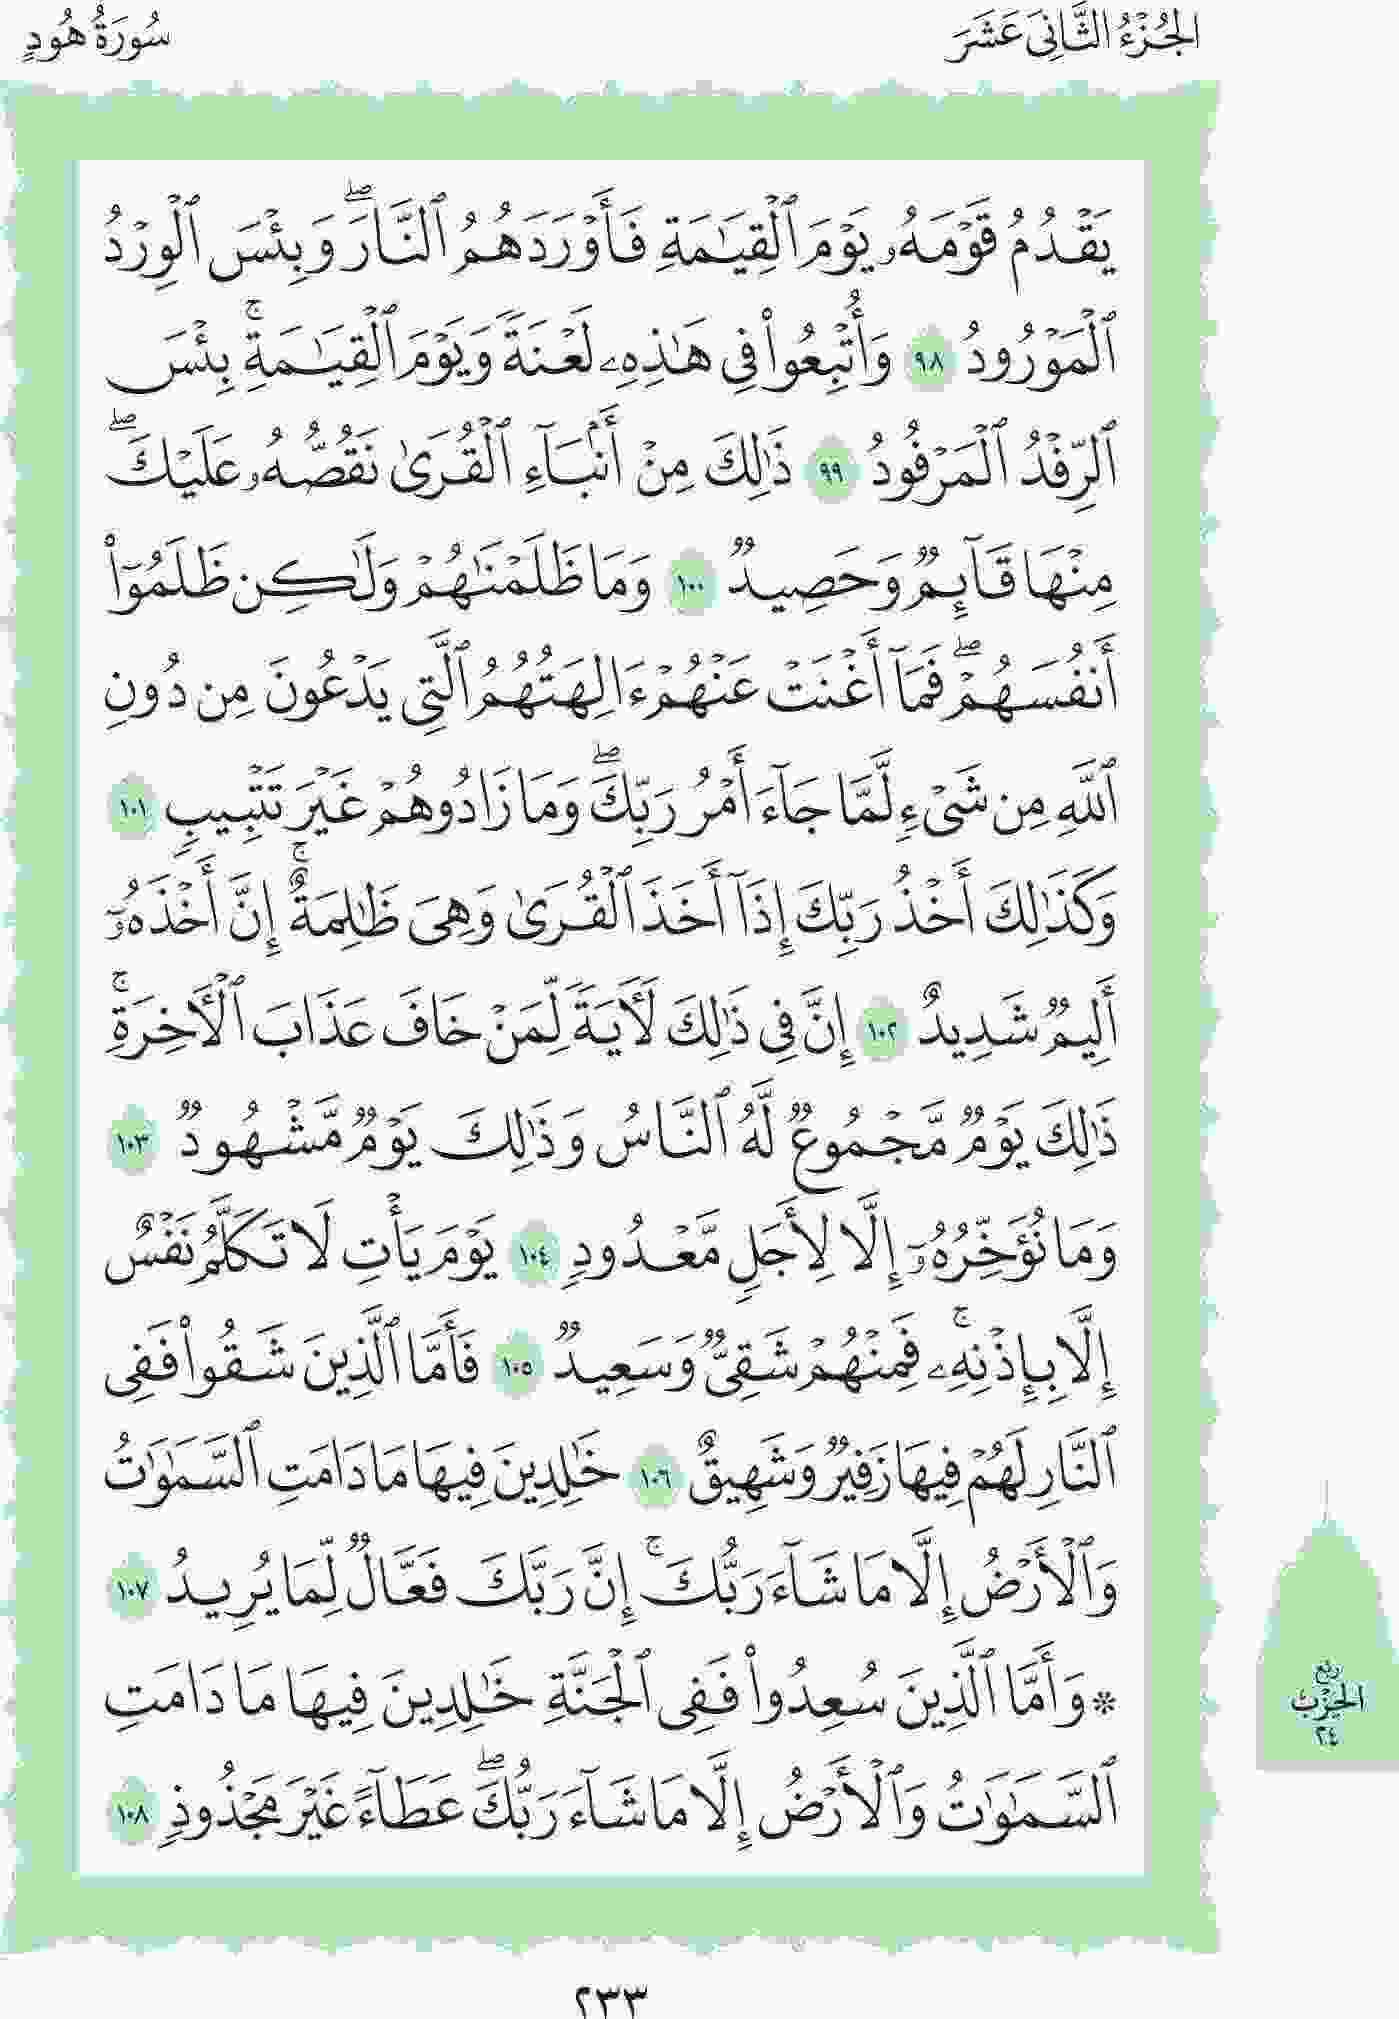 الجُزْءُ الثَّانِيَ عَشَرَ
سُورَةُ هُودٍ
يَقْدُمُ قَوْمَهُۥ يَوْمَ ٱلْقِيَٰمَةِ فَأَوْرَدَهُمُ ٱلنَّارَ ۖ وَبِئْسَ ٱلْوِرْدُ
ٱلْمَوْرُودُ ٩٨ وَأُتْبِعُوا۟ فِى هَٰذِهِۦ لَعْنَةً وَيَوْمَ ٱلْقِيَٰمَةِ ۚ بِئْسَ
ٱلرِّفْدُ ٱلْمَرْفُودُ ٩٩ ذَٰلِكَ مِنْ أَنۢبَآءِ ٱلْقُرَىٰ نَقُصُّهُۥ عَلَيْكَ ۖ
مِنْهَا قَآئِمٌ وَحَصِيدٌ ١٠٠ وَمَا ظَلَمْنَٰهُمْ وَلَٰكِن ظَلَمُوٓا۟
أَنفُسَهُمْ ۖ فَمَآ أَغْنَتْ عَنْهُمْ ءَالِهَتُهُمُ ٱلَّتِى يَدْعُونَ مِن دُونِ
ٱللَّهِ مِن شَىْءٍ لَّمَّا جَآءَ أَمْرُ رَبِّكَ ۖ وَمَا زَادُوهُمْ غَيْرَ تَتْبِيبٍ ١٠١
وَكَذَٰلِكَ أَخْذُ رَبِّكَ إِذَآ أَخَذَ ٱلْقُرَىٰ وَهِىَ ظَٰلِمَةٌ ۚ إِنَّ أَخْذَهُۥٓ
أَلِيمٌ شَدِيدٌ ١٠٢ إِنَّ فِى ذَٰلِكَ لَءَايَةً لِّمَنْ خَافَ عَذَابَ ٱلْءَاخِرَةِ ۚ
ذَٰلِكَ يَوْمٌ مَّجْمُوعٌ لَّهُ ٱلنَّاسُ وَذَٰلِكَ يَوْمٌ مَّشْهُودٌ ١٠٣
وَمَا نُؤَخِّرُهُۥٓ إِلَّا لِأَجَلٍ مَّعْدُودٍ ١٠٤ يَوْمَ يَأْتِ لَا تَكَلَّمُ نَفْسٌ
إِلَّا بِإِذْنِهِۦ ۚ فَمِنْهُمْ شَقِىٌّ وَسَعِيدٌ ١٠٥ فَأَمَّا ٱلَّذِينَ شَقُوا۟ فَفِى
ٱلنَّارِ لَهُمْ فِيهَا زَفِيرٌ وَشَهِيقٌ ١٠٦ خَٰلِدِينَ فِيهَا مَا دَامَتِ ٱلسَّمَٰوَٰتُ
وَٱلْأَرْضُ إِلَّا مَا شَآءَ رَبُّكَ ۚ إِنَّ رَبَّكَ فَعَّالٌ لِّمَا يُرِيدُ ١٠٧
۞ وَأَمَّا ٱلَّذِينَ سُعِدُوا۟ فَفِى ٱلْجَنَّةِ خَٰلِدِينَ فِيهَا مَا دَامَتِ
ٱلسَّمَٰوَٰتُ وَٱلْأَرْضُ إِلَّا مَا شَآءَ رَبُّكَ ۖ عَطَآءً غَيْرَ مَجْذُوذٍ ١٠٨
ربع
الحزب
٢٤
٢٣٣